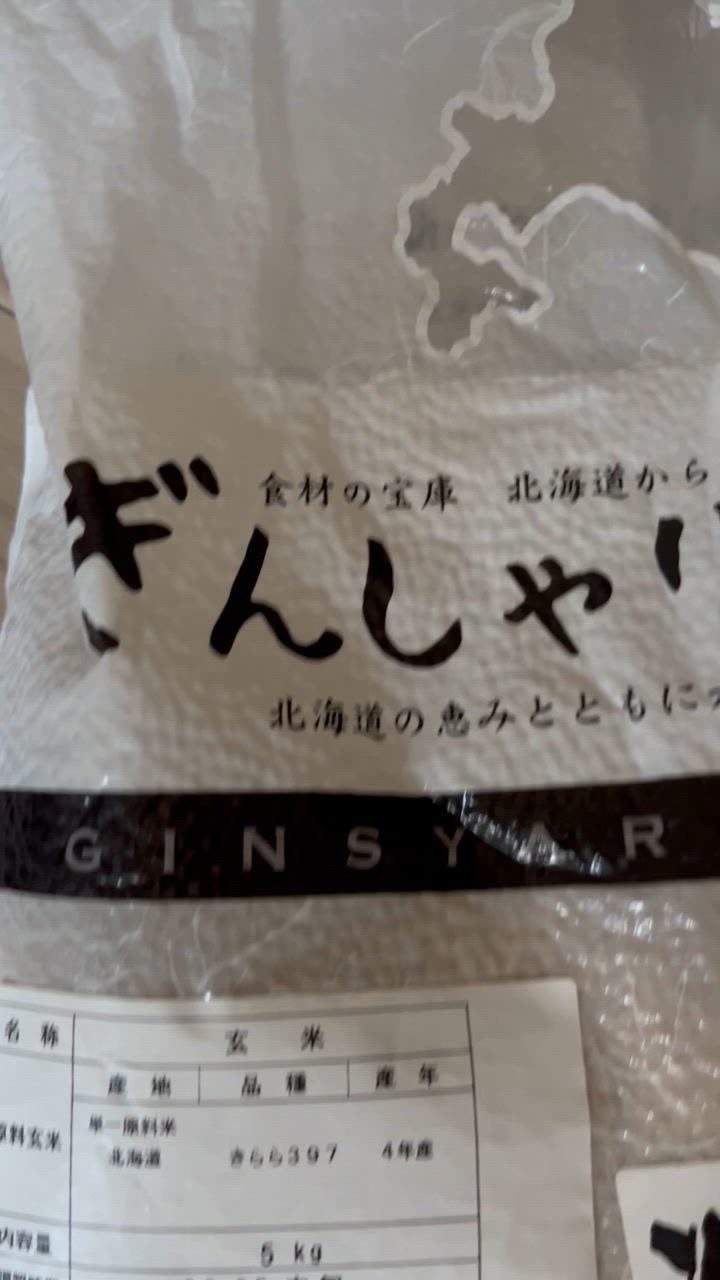 食材の宝庫　北海道から
ぎんしゃり
北海道の恵みとともに
GINSYAR
名称　玄米
産地　品種　産年
原料玄米　単一原料米
北海道　きらら397　4年産
内容量　5kg